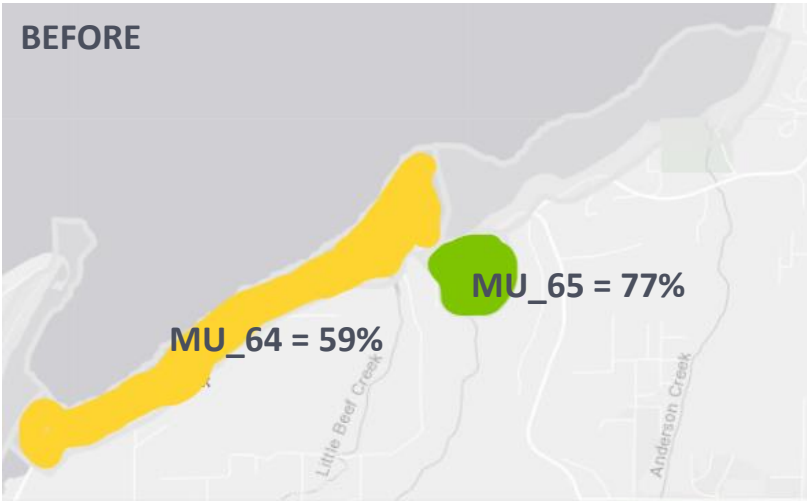 BEFORE
MU_65 = 77%
MU_64 = 59%
Little Beef Creek
Anderson Creek